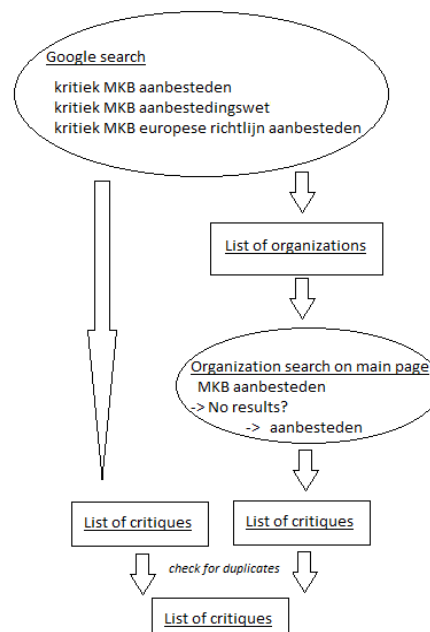 Google search
kritiek MKB aanbesteden
kritiek MKB aanbestedingswet
kritiek MKB europese richtlijn aanbesteden
List of organizations
Organization search on main page
MKB aanbesteden
-> No results?
-> aanbesteden
List of critiques
List of critiques
check for duplicates
List of critiques